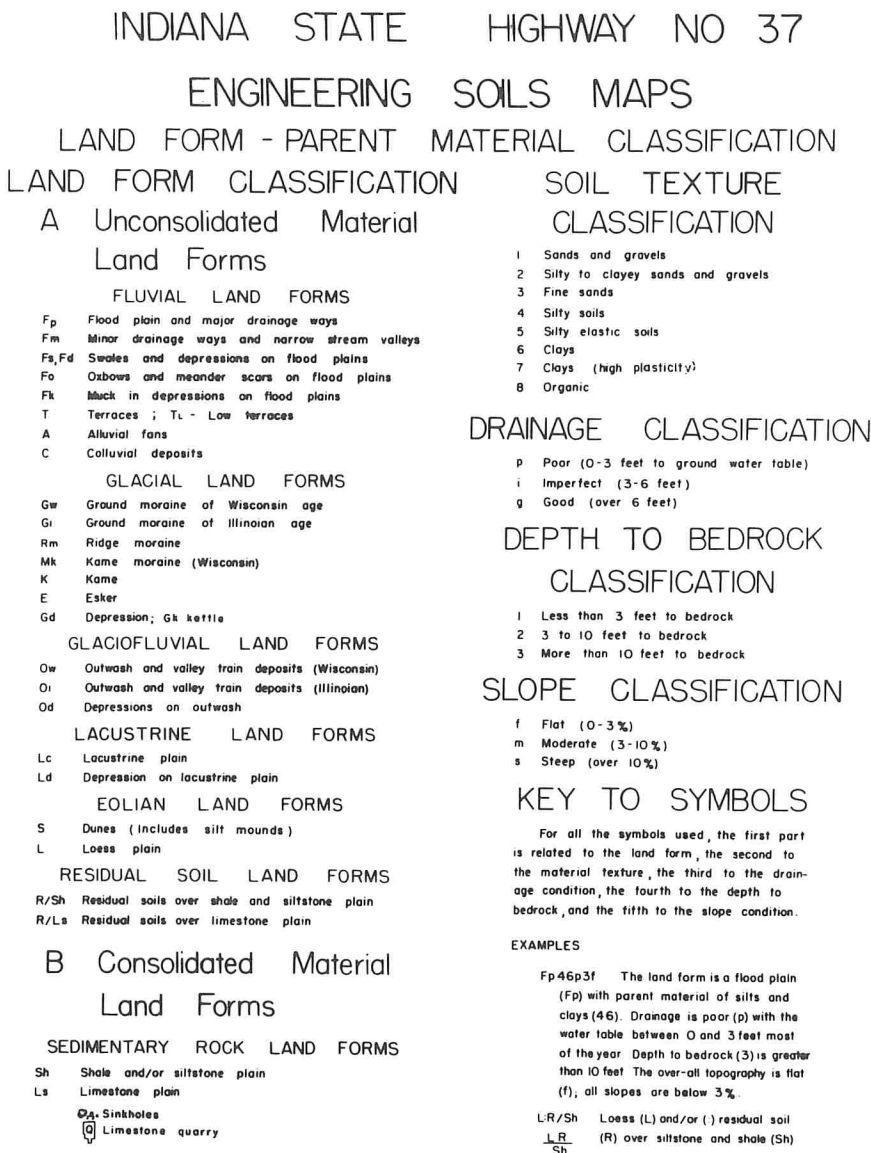 INDIANA STATE HIGHWAY NO 37
ENGINEERING SOILS MAPS
LAND FORM - PARENT MATERIAL CLASSIFICATION
LAND FORM CLASSIFICATION
A Unconsolidated Material
Land Forms
FLUVIAL LAND FORMS
Fp Flood plain and major drainage ways
Fm Minor drainage ways and narrow stream valleys
Fs,Fd Swales and depressions on flood plains
Fo Oxbows and meander scars on flood plains
Fk Muck in depressions on flood plains
T Terraces ; TL - Low terraces
A Alluvial fans
C Colluvial deposits
GLACIAL LAND FORMS
Gw Ground moraine of Wisconsin age
GI Ground moraine of Illinoian age
Rm Ridge moraine
Mk Kame moraine (Wisconsin)
K Kame
E Esker
Gd Depression; Gk kettle
GLACIOFLUVIAL LAND FORMS
Ow Outwash and valley train deposits (Wisconsin)
OI Outwash and valley train deposits (Illinoian)
Od Depressions on outwash
LACUSTRINE LAND FORMS
Lc Lacustrine plain
Ld Depression on lacustrine plain
EOLIAN LAND FORMS
S Dunes (Includes silt mounds)
L Loess plain
RESIDUAL SOIL LAND FORMS
R/Sh Residual soils over shale and siltstone plain
R/Ls Residual soils over limestone plain
B Consolidated Material
Land Forms
SEDIMENTARY ROCK LAND FORMS
Sh Shale and/or siltstone plain
Ls Limestone plain
Sinkholes
Q Limestone quarry
SOIL TEXTURE
CLASSIFICATION
1 Sands and gravels
2 Silty to clayey sands and gravels
3 Fine sands
4 Silty soils
5 Silty elastic soils
6 Clays
7 Clays (high plasticity)
8 Organic
DRAINAGE CLASSIFICATION
p Poor (0-3 feet to ground water table)
i Imperfect (3-6 feet)
g Good (over 6 feet)
DEPTH TO BEDROCK
CLASSIFICATION
1 Less than 3 feet to bedrock
2 3 to 10 feet to bedrock
3 More than 10 feet to bedrock
SLOPE CLASSIFICATION
f Flat (0-3%)
m Moderate (3-10%)
s Steep (over 10%)
KEY TO SYMBOLS
For all the symbols used, the first part
is related to the land form, the second to
the material texture, the third to the drain-
age condition, the fourth to the depth to
bedrock, and the fifth to the slope condition.
EXAMPLES
Fp46p3f The land form is a flood plain
(Fp) with parent material of silts and
clays (46). Drainage is poor (p) with the
water table between 0 and 3 feet most
of the year Depth to bedrock (3) is greater
than 10 feet The over-all topography is flat
(f); all slopes are below 3%.
L:R/Sh Loess (L) and/or (:) residual soil
L R (R) over siltstone and shale (Sh)
Sh